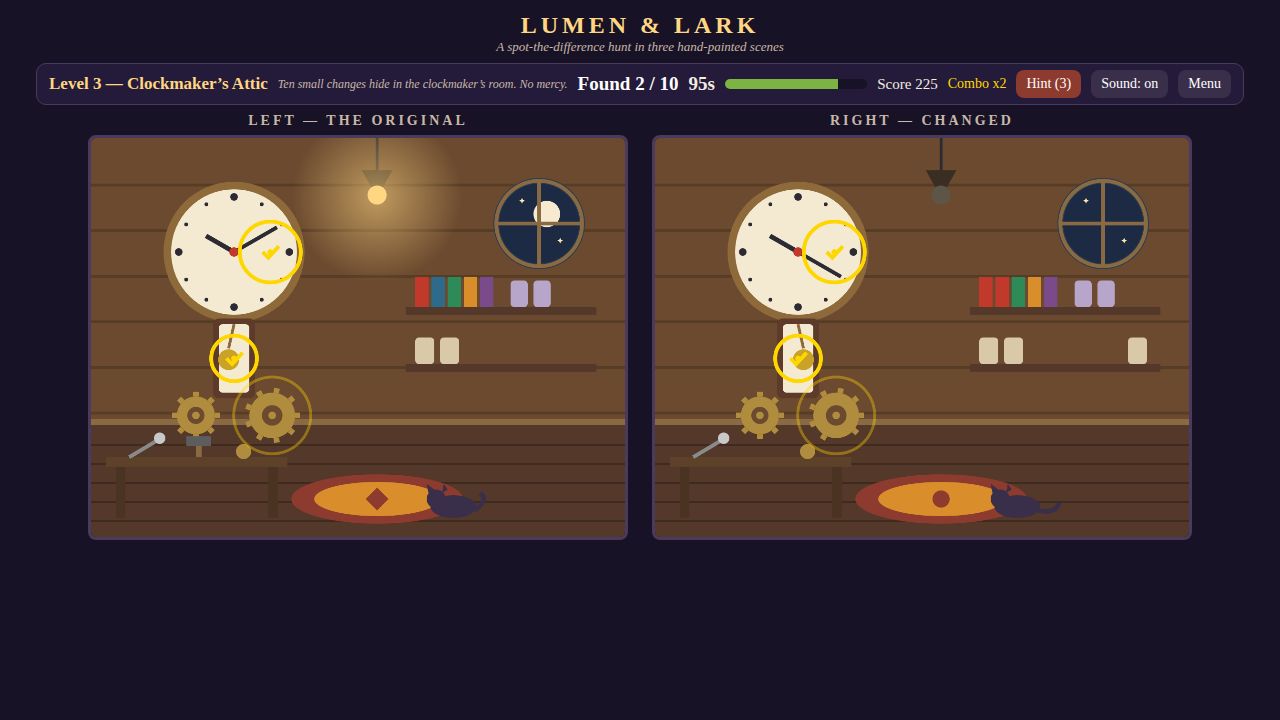 LUMEN & LARK
A spot-the-difference hunt in three hand-painted scenes
Level 3 — Clockmaker’s Attic Ten small changes hide in the clockmaker’s room. No mercy. Found 2 / 10 95s Score 225 Combo x2 Hint (3) Sound: on Menu
LEFT — THE ORIGINAL
RIGHT — CHANGED